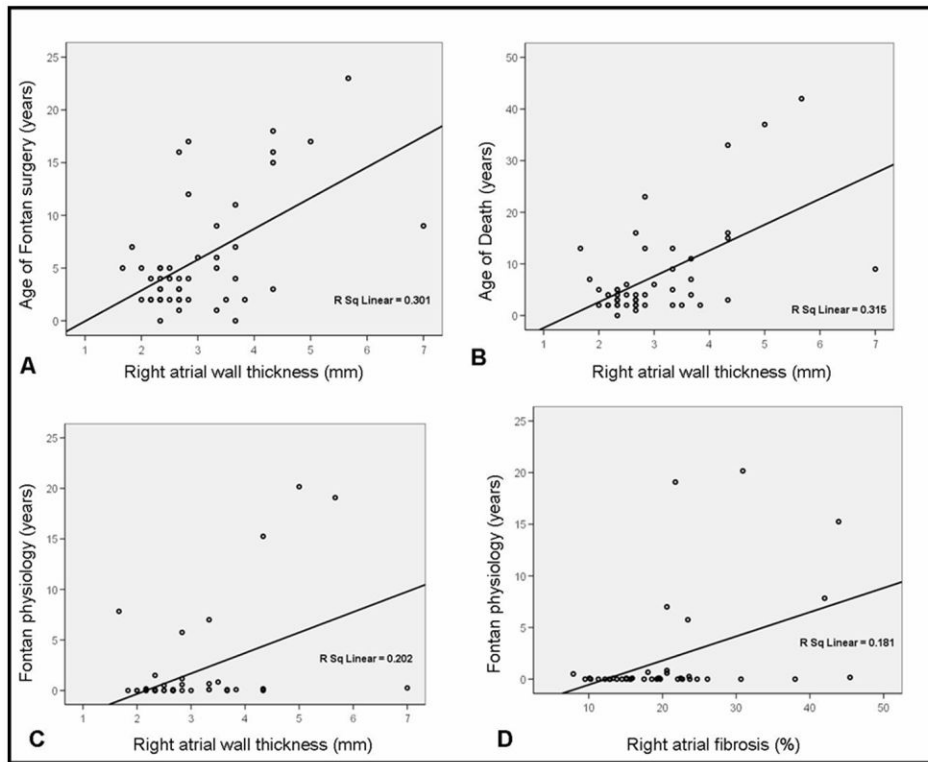 25
20
15
10
5
0
Age of Fontan surgery (years)
R Sq Linear = 0.301
1 2 3 4 5 6 7
Right atrial wall thickness (mm)
A
50
40
30
20
10
0
Age of Death (years)
R Sq Linear = 0.315
1 2 3 4 5 6 7
Right atrial wall thickness (mm)
B
25
20
15
10
5
0
Fontan physiology (years)
R Sq Linear = 0.202
1 2 3 4 5 6 7
Right atrial wall thickness (mm)
C
25
20
15
10
5
0
Fontan physiology (years)
R Sq Linear = 0.181
10 20 30 40 50
Right atrial fibrosis (%)
D